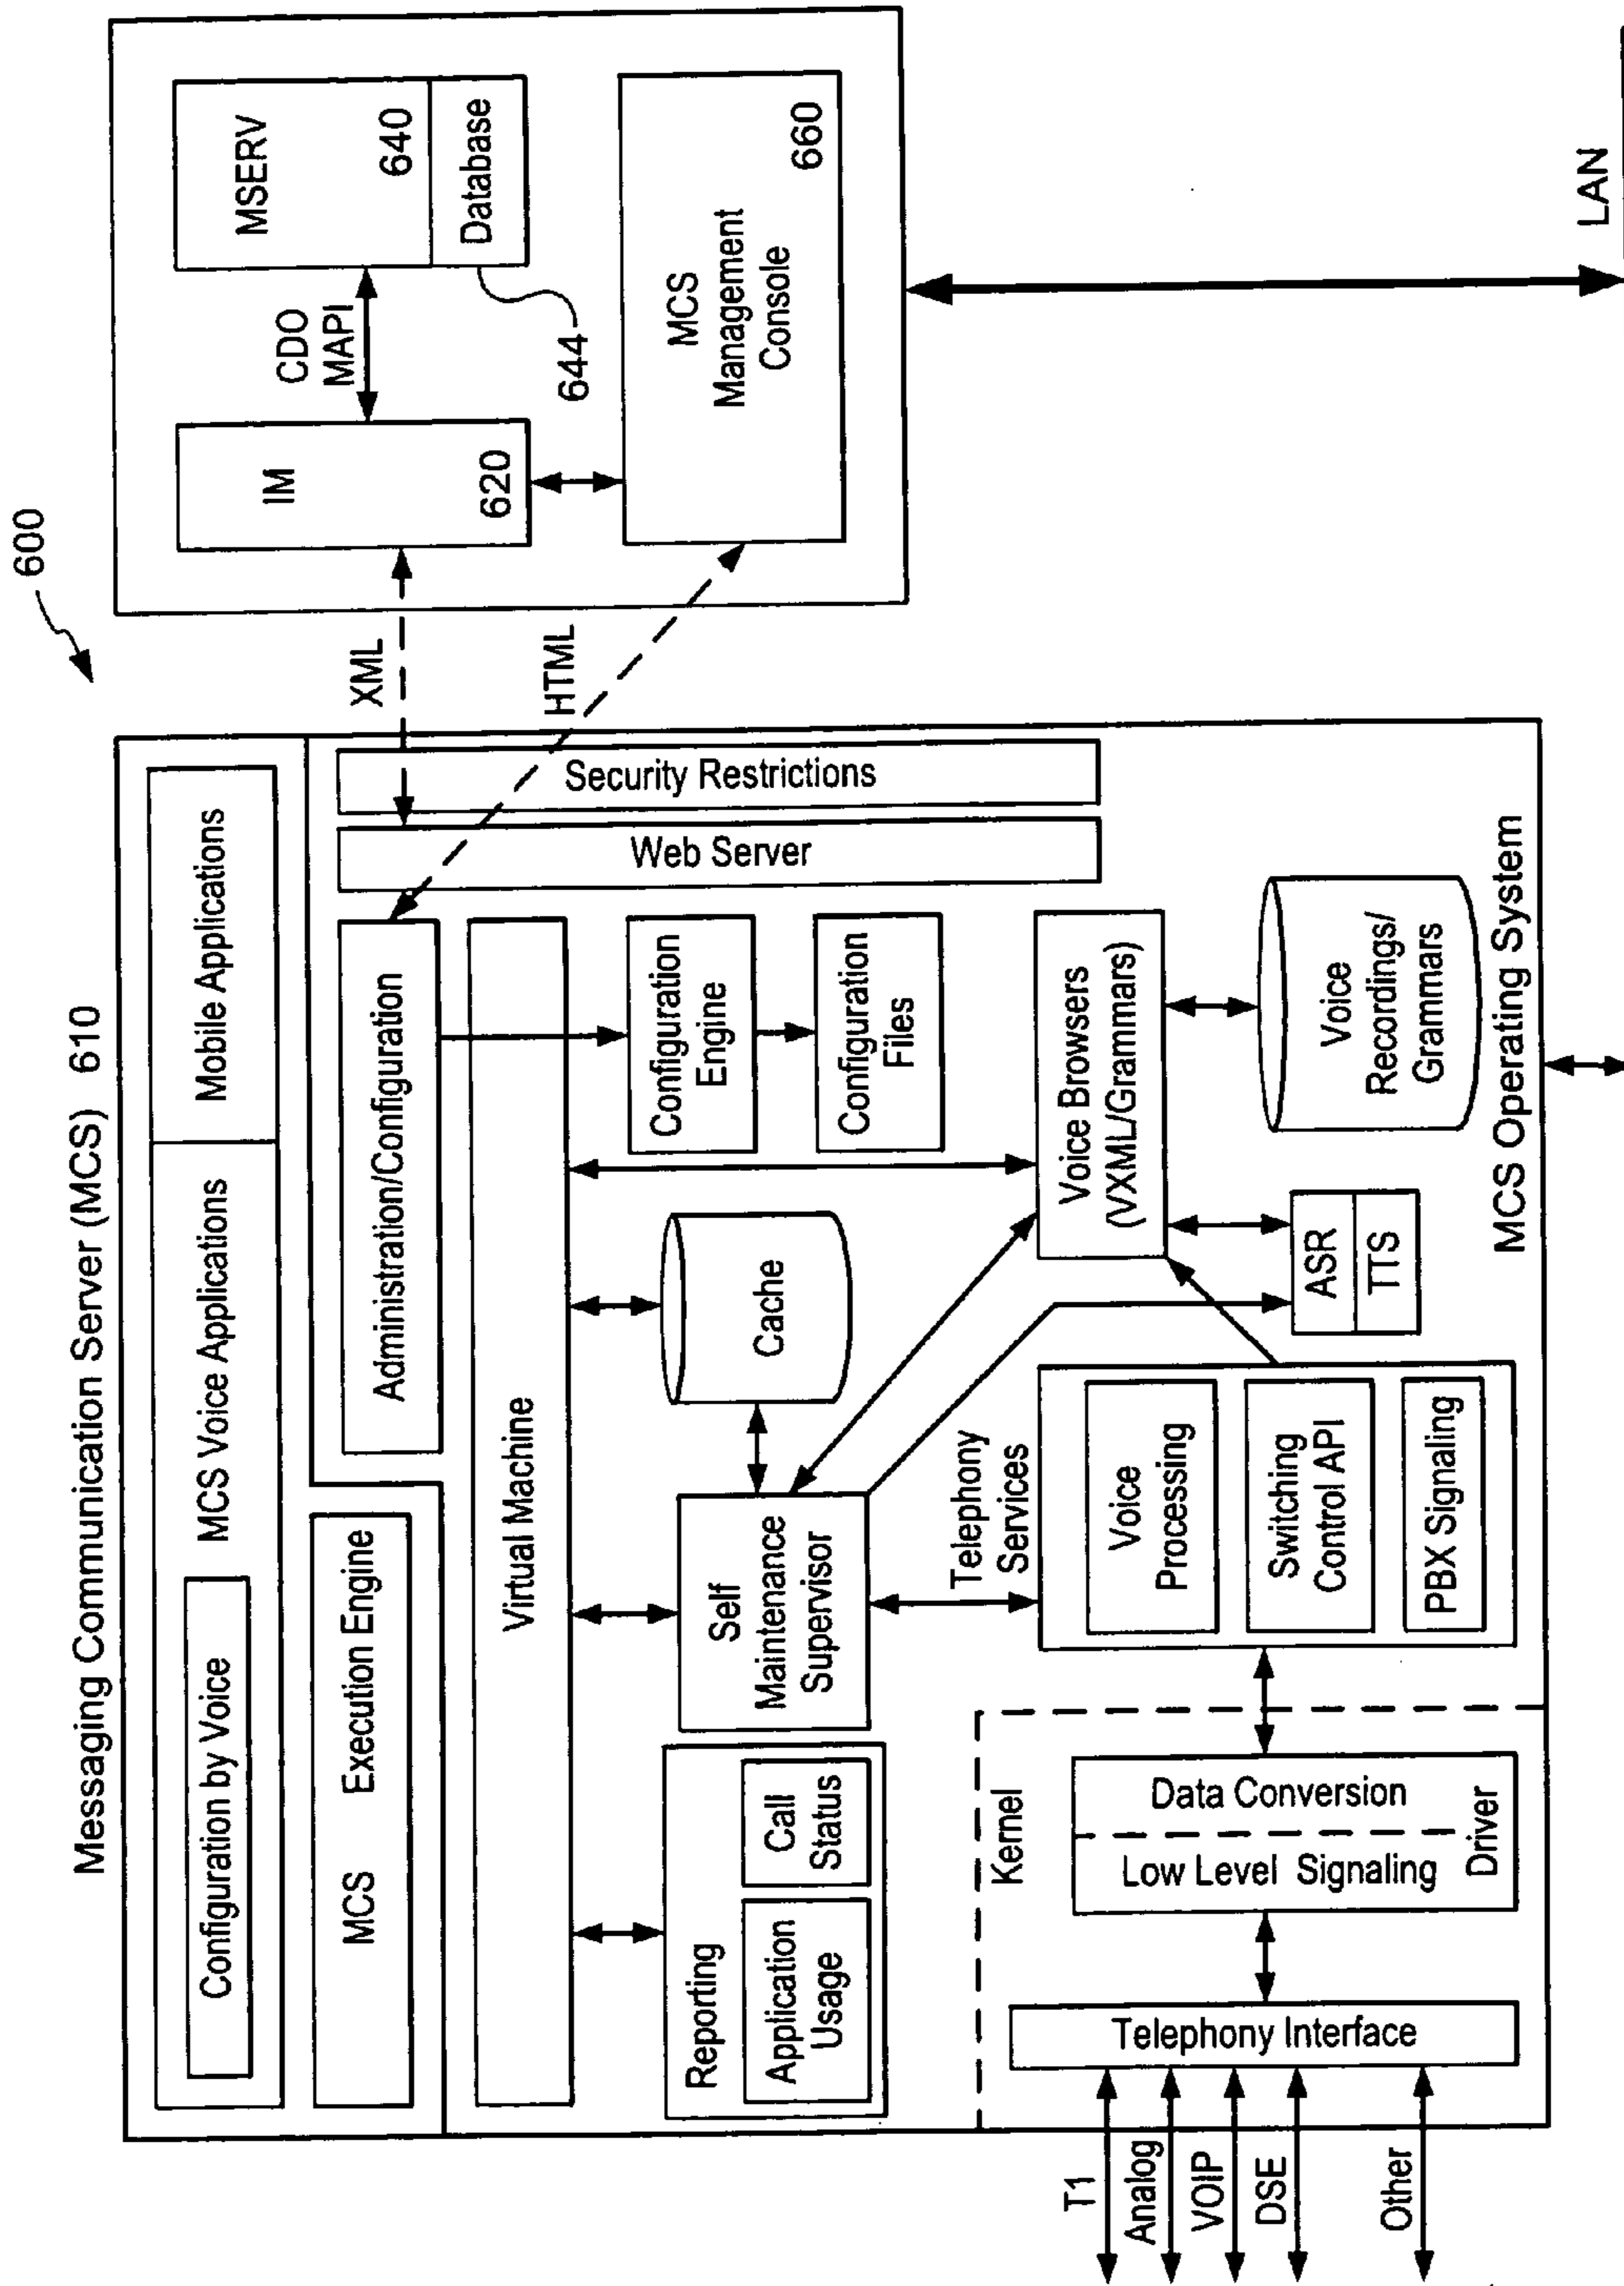 600
Messaging Communication Server (MCS) 610
Configuration by Voice
MCS Voice Applications
Mobile Applications
MCS Execution Engine
Administration/Configuration
Security Restrictions
Web Server
XML
HTML
IM
620
CDO
MAPI
MSERV
640
Database
644
MCS
Management
Console
660
LAN
Virtual Machine
Reporting
Application
Usage
Call
Status
Self
Maintenance
Supervisor
Cache
Configuration
Engine
Configuration
Files
Telephony
Services
Voice
Processing
Switching
Control API
PBX Signaling
Voice Browsers
(VXML/Grammars)
ASR
TTS
Voice
Recordings/
Grammars
MCS Operating System
Kernel
Data Conversion
Low Level Signaling
Driver
Telephony Interface
T1
Analog
VOIP
DSE
Other